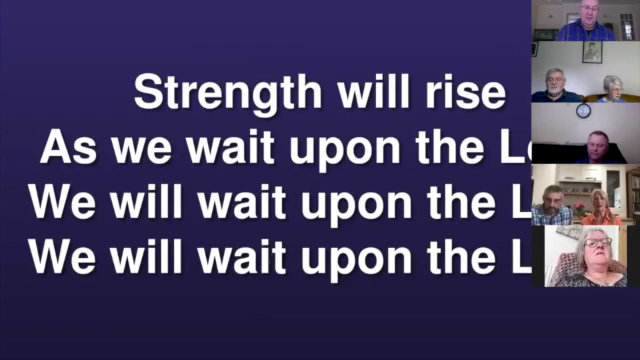 Strength will rise
As we wait upon the
We will wait upon the
We will wait upon the